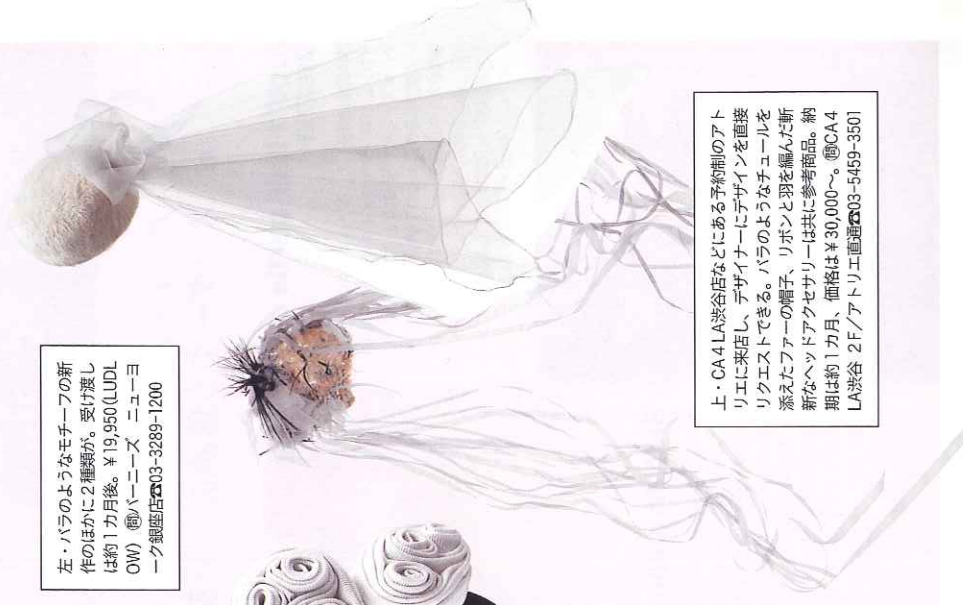 左・バラのようなモチーフの新
作のほかに2種類が。受け渡し
は約1カ月後。¥19,950(LUDL
OW) ㉄バーニーズ ニューヨ
ーク銀座店☎03-3289-1200
上・CA4LA渋谷店などにある予約制のアト
リエに来店し、デザイナーにデザインを直接
リクエストできる。バラのようなチュールを
添えたファーの帽子、リボンと羽を編んだ斬
新なヘッドアクセサリーは共に参考商品。納
期は約1カ月、価格は¥30,000〜。㉄CA4
LA渋谷 2F/アトリエ直通☎03-5459-3501